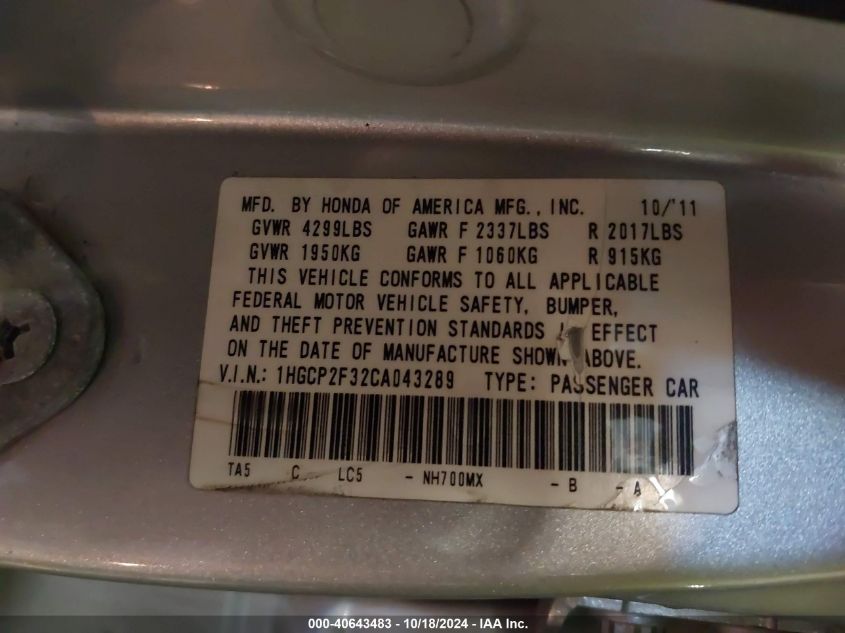 MFD. BY HONDA OF AMERICA MFG., INC. 10/'11
GVWR 4299LBS GAWR F 2337LBS R 2017LBS
GVWR 1950KG GAWR F 1060KG R 915KG
THIS VEHICLE CONFORMS TO ALL APPLICABLE
FEDERAL MOTOR VEHICLE SAFETY, BUMPER,
AND THEFT PREVENTION STANDARDS EFFECT
ON THE DATE OF MANUFACTURE SHOWN ABOVE.
V.I.N.: 1HGCP2F32CA043289 TYPE: PASSENGER CAR
TA5 C LC5 - NH700MX - B - A
000-40643483 - 10/18/2024 - IAA Inc.